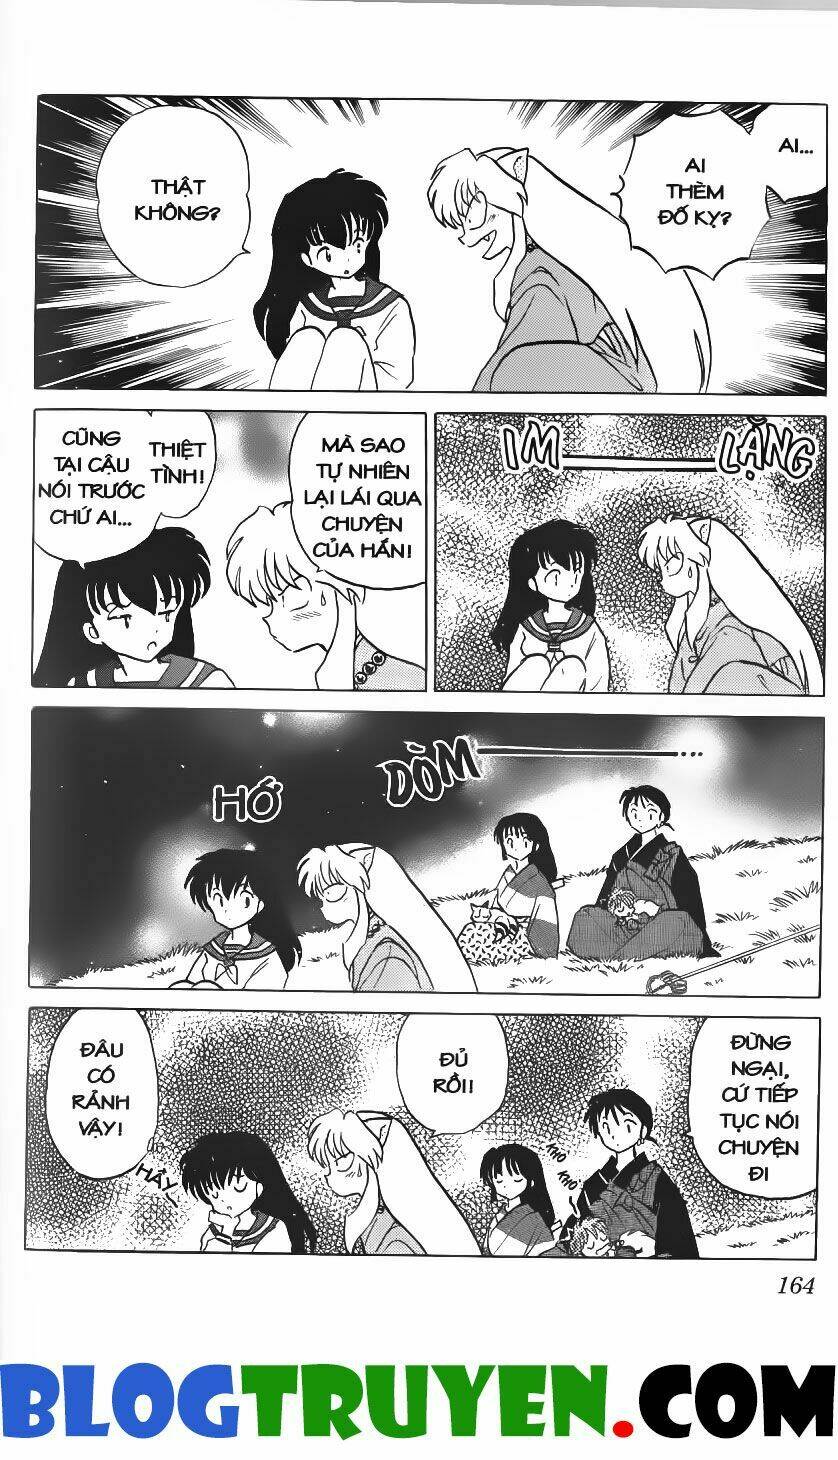 AI...
AI
THÈM
ĐỐ KỴ?
THẬT
KHÔNG?
IM
LẶNG
MÀ SAO
TỰ NHIÊN
LẠI LÁI QUA
CHUYỆN
CỦA HẮN!
THIỆT
TÌNH!
CŨNG
TẠI CẬU
NÓI TRƯỚC
CHỨ AI...
DÒM
...
HỚ
ĐỪNG
NGẠI,
CỨ TIẾP
TỤC NÓI
CHUYỆN
ĐI
KHÒ
KHÒ
ĐỦ
RỒI!
ĐÂU
CÓ
RẢNH
VẬY!
HẦY
164
BLOGTRUYEN.COM